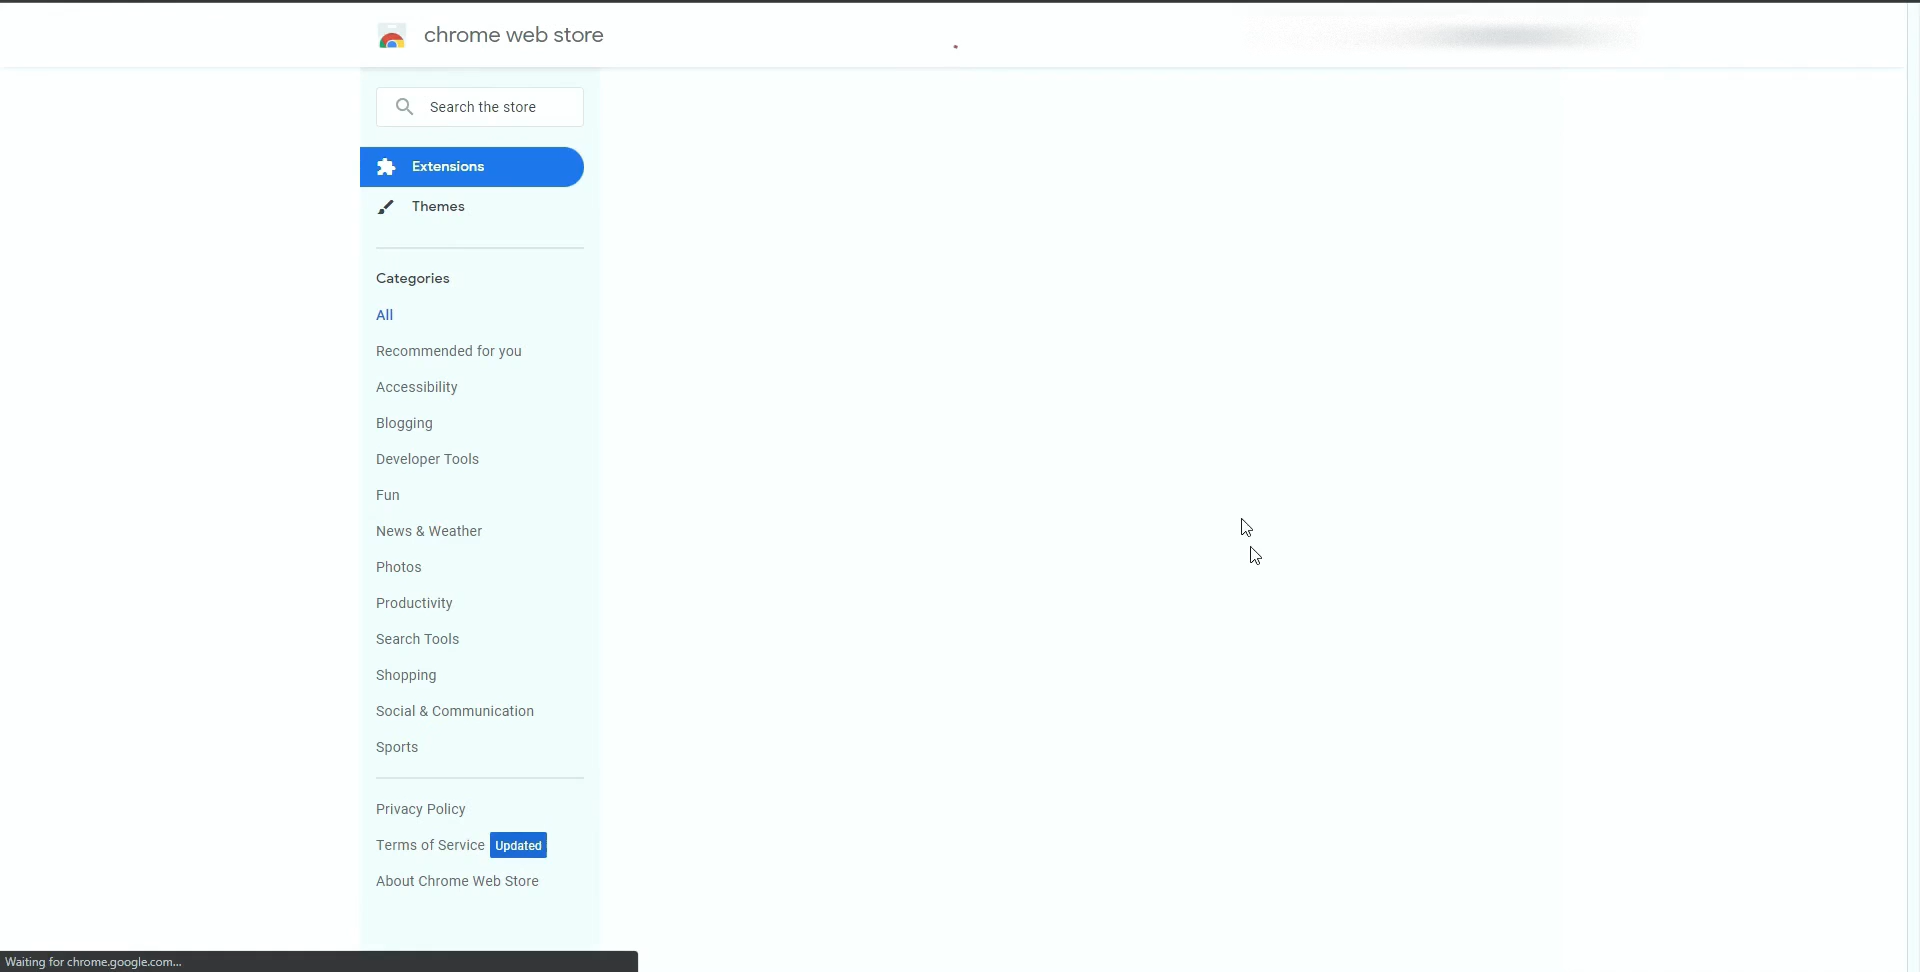 chrome web store
Search the store
Extensions
Themes
Categories
All
Recommended for you
Accessibility
Blogging
Developer Tools
Fun
News & Weather
Photos
Productivity
Search Tools
Shopping
Social & Communication
Sports
Privacy Policy
Terms of Service Updated
About Chrome Web Store
Waiting for chrome.google.com...